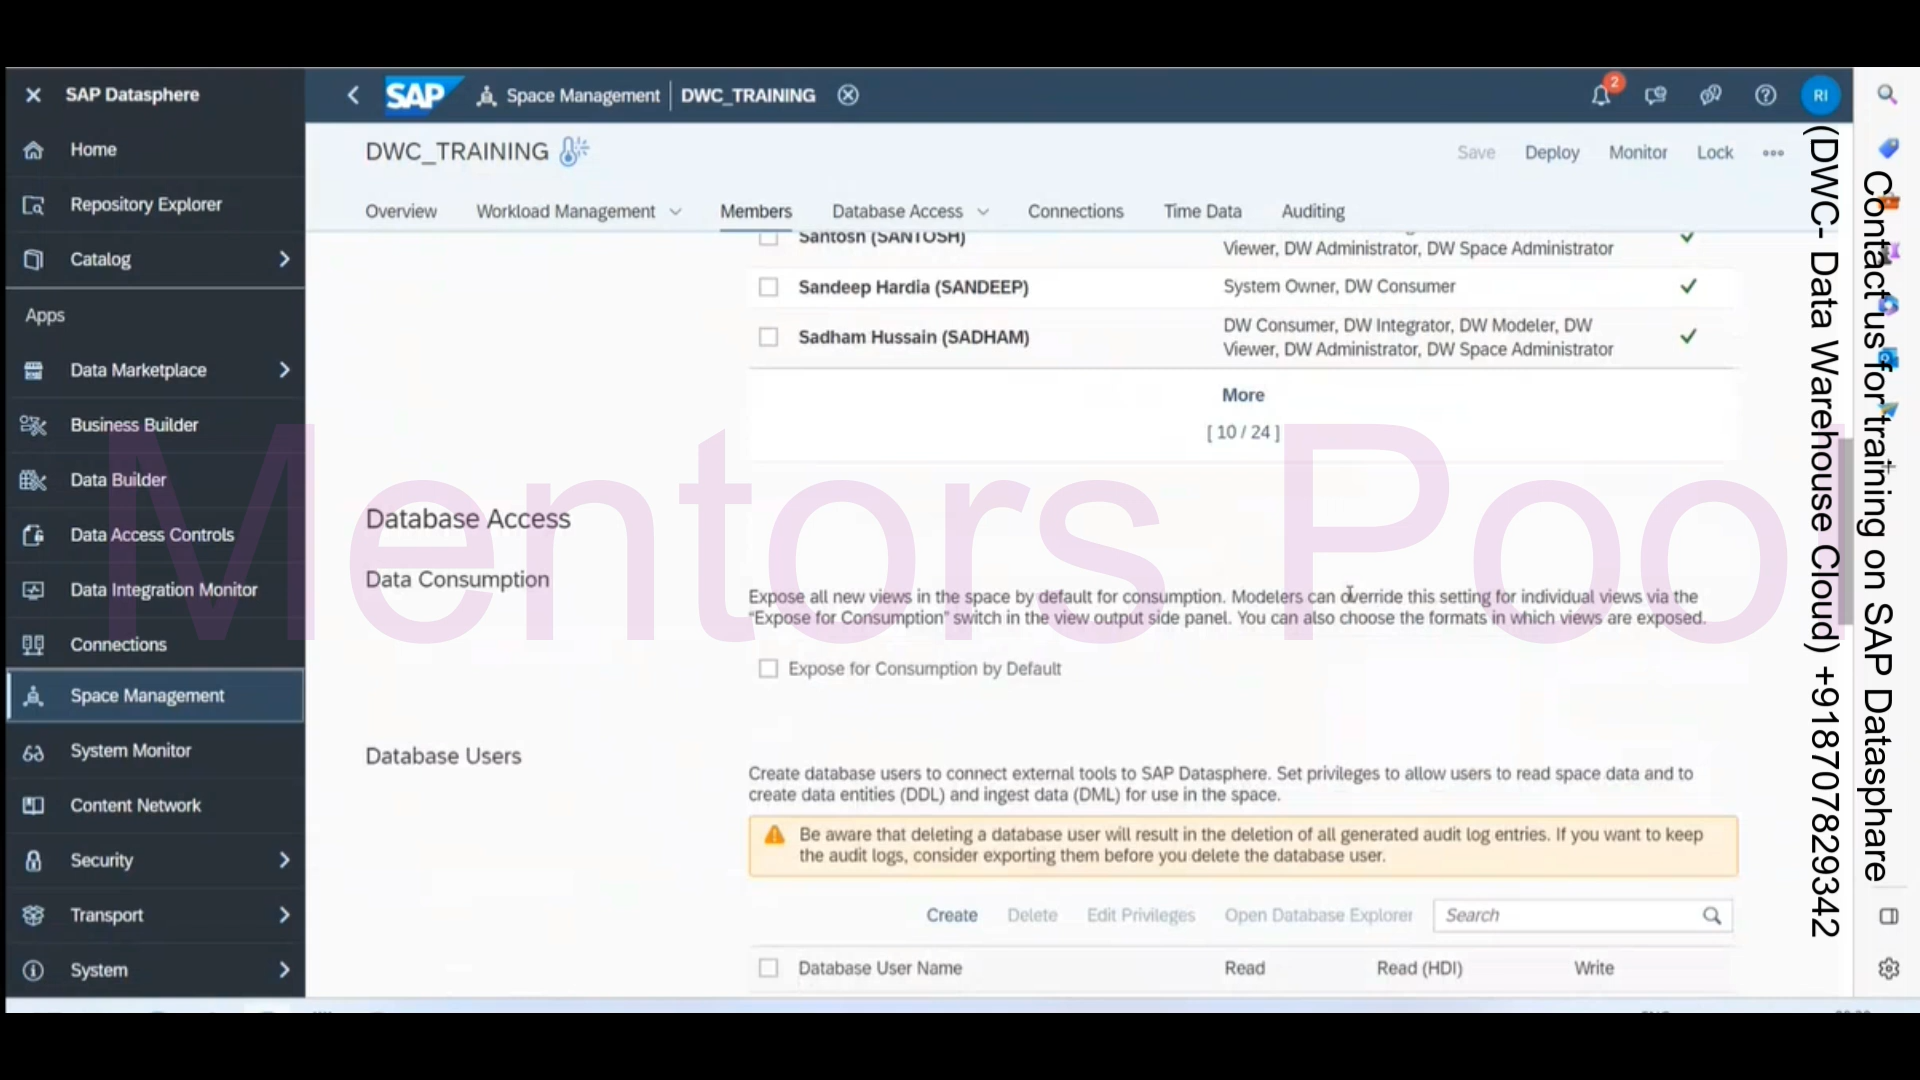 SAP Datasphere
SAP
Space Management
DWC_TRAINING
2
RI
Home
Repository Explorer
Catalog
Apps
Data Marketplace
Business Builder
Data Builder
Data Access Controls
Data Integration Monitor
Connections
Space Management
System Monitor
Content Network
Security
Transport
System
DWC_TRAINING
Save
Deploy
Monitor
Lock
Overview
Workload Management
Members
Database Access
Connections
Time Data
Auditing
Santosh (SANTOSH)
Viewer, DW Administrator, DW Space Administrator
Sandeep Hardia (SANDEEP)
System Owner, DW Consumer
Sadham Hussain (SADHAM)
DW Consumer, DW Integrator, DW Modeler, DW
Viewer, DW Administrator, DW Space Administrator
More
[ 10 / 24 ]
Database Access
Data Consumption
Expose all new views in the space by default for consumption. Modelers can override this setting for individual views via the
“Expose for Consumption” switch in the view output side panel. You can also choose the formats in which views are exposed.
Expose for Consumption by Default
Database Users
Create database users to connect external tools to SAP Datasphere. Set privileges to allow users to read space data and to
create data entities (DDL) and ingest data (DML) for use in the space.
Be aware that deleting a database user will result in the deletion of all generated audit log entries. If you want to keep
the audit logs, consider exporting them before you delete the database user.
Create
Delete
Edit Privileges
Open Database Explorer
Search
Database User Name
Read
Read (HDI)
Write
Mentors Pool
Contact us for training on SAP Datasphare
(DWC- Data Warehouse Cloud) +918707829342